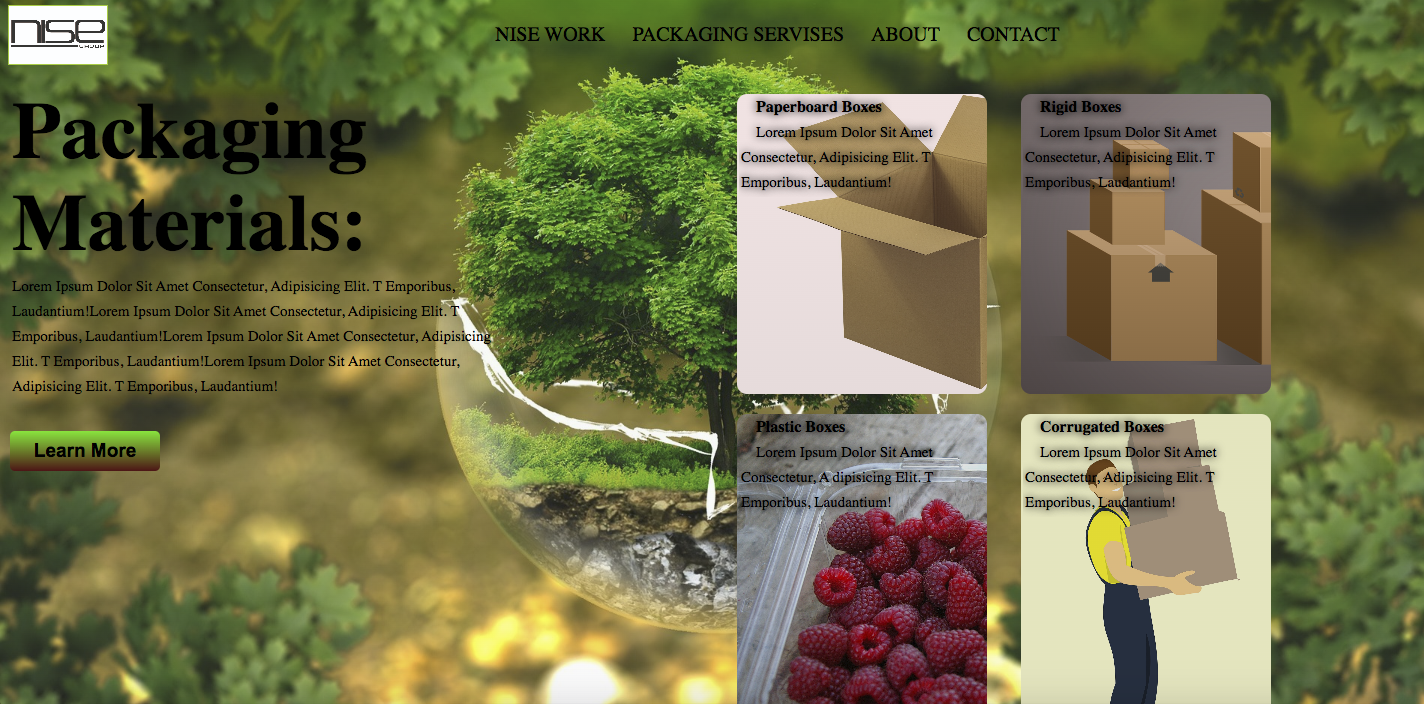 nise
GROUP
NISE WORK PACKAGING SERVISES ABOUT CONTACT
Packaging
Materials:
Lorem Ipsum Dolor Sit Amet Consectetur, Adipisicing Elit. T Emporibus,
Laudantium!Lorem Ipsum Dolor Sit Amet Consectetur, Adipisicing Elit. T
Emporibus, Laudantium!Lorem Ipsum Dolor Sit Amet Consectetur, Adipisicing
Elit. T Emporibus, Laudantium!Lorem Ipsum Dolor Sit Amet Consectetur,
Adipisicing Elit. T Emporibus, Laudantium!
Learn More
Paperboard Boxes
Lorem Ipsum Dolor Sit Amet
Consectetur, Adipisicing Elit. T
Emporibus, Laudantium!
Rigid Boxes
Lorem Ipsum Dolor Sit Amet
Consectetur, Adipisicing Elit. T
Emporibus, Laudantium!
Plastic Boxes
Lorem Ipsum Dolor Sit Amet
Consectetur, A dipisicing Elit. T
Emporibus, Laudantium!
Corrugated Boxes
Lorem Ipsum Dolor Sit Amet
Consectetur, Adipisicing Elit. T
Emporibus, Laudantium!